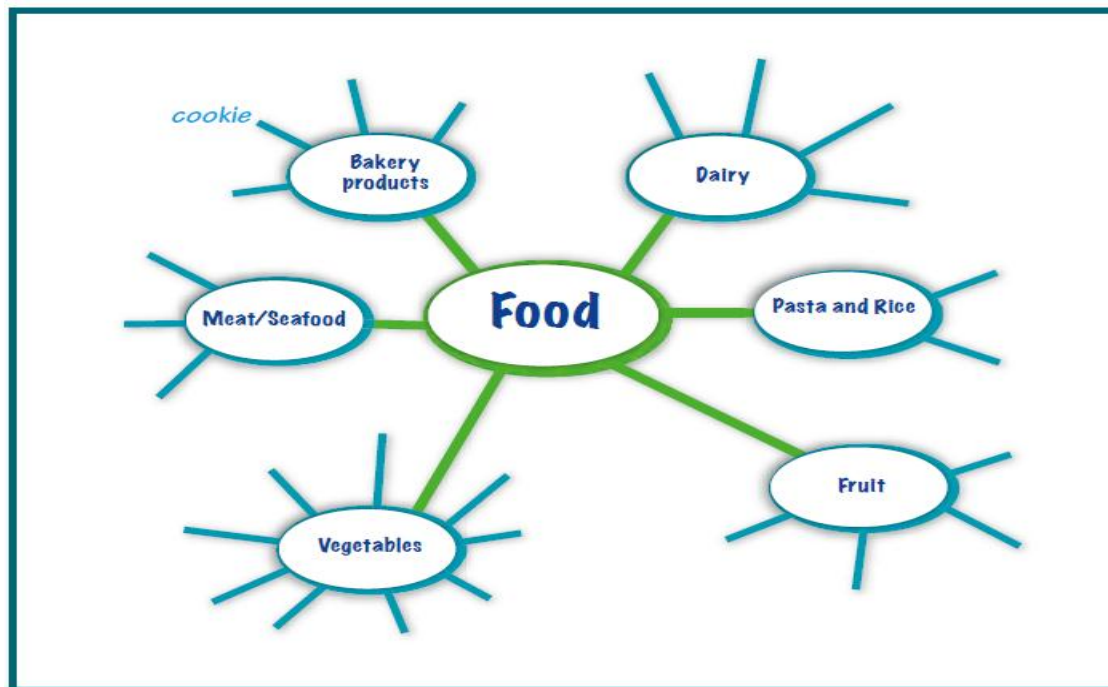 cookie
Bakery
products
Dairy
Meat/Seafood
Food
Pasta and Rice
Fruit
Vegetables